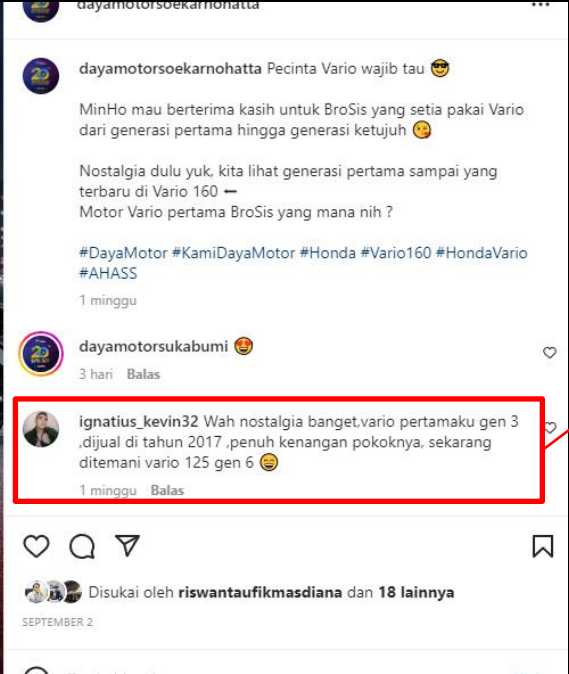 dayamotorsoekarnohatta
dayamotorsoekarnohatta Pecinta Vario wajib tau 😎
MinHo mau berterima kasih untuk BroSis yang setia pakai Vario
dari generasi pertama hingga generasi ketujuh 😘
Nostalgia dulu yuk, kita lihat generasi pertama sampai yang
terbaru di Vario 160 ⬅
Motor Vario pertama BroSis yang mana nih ?
#DayaMotor #KamiDayaMotor #Honda #Vario160 #HondaVario
#AHASS
1 minggu
dayamotorsukabumi 😍
3 hari Balas
ignatius_kevin32 Wah nostalgia banget,vario pertamaku gen 3
,dijual di tahun 2017 ,penuh kenangan pokoknya, sekarang
ditemani vario 125 gen 6 😄
1 minggu Balas
Disukai oleh riswantaufikmasdiana dan 18 lainnya
SEPTEMBER 2